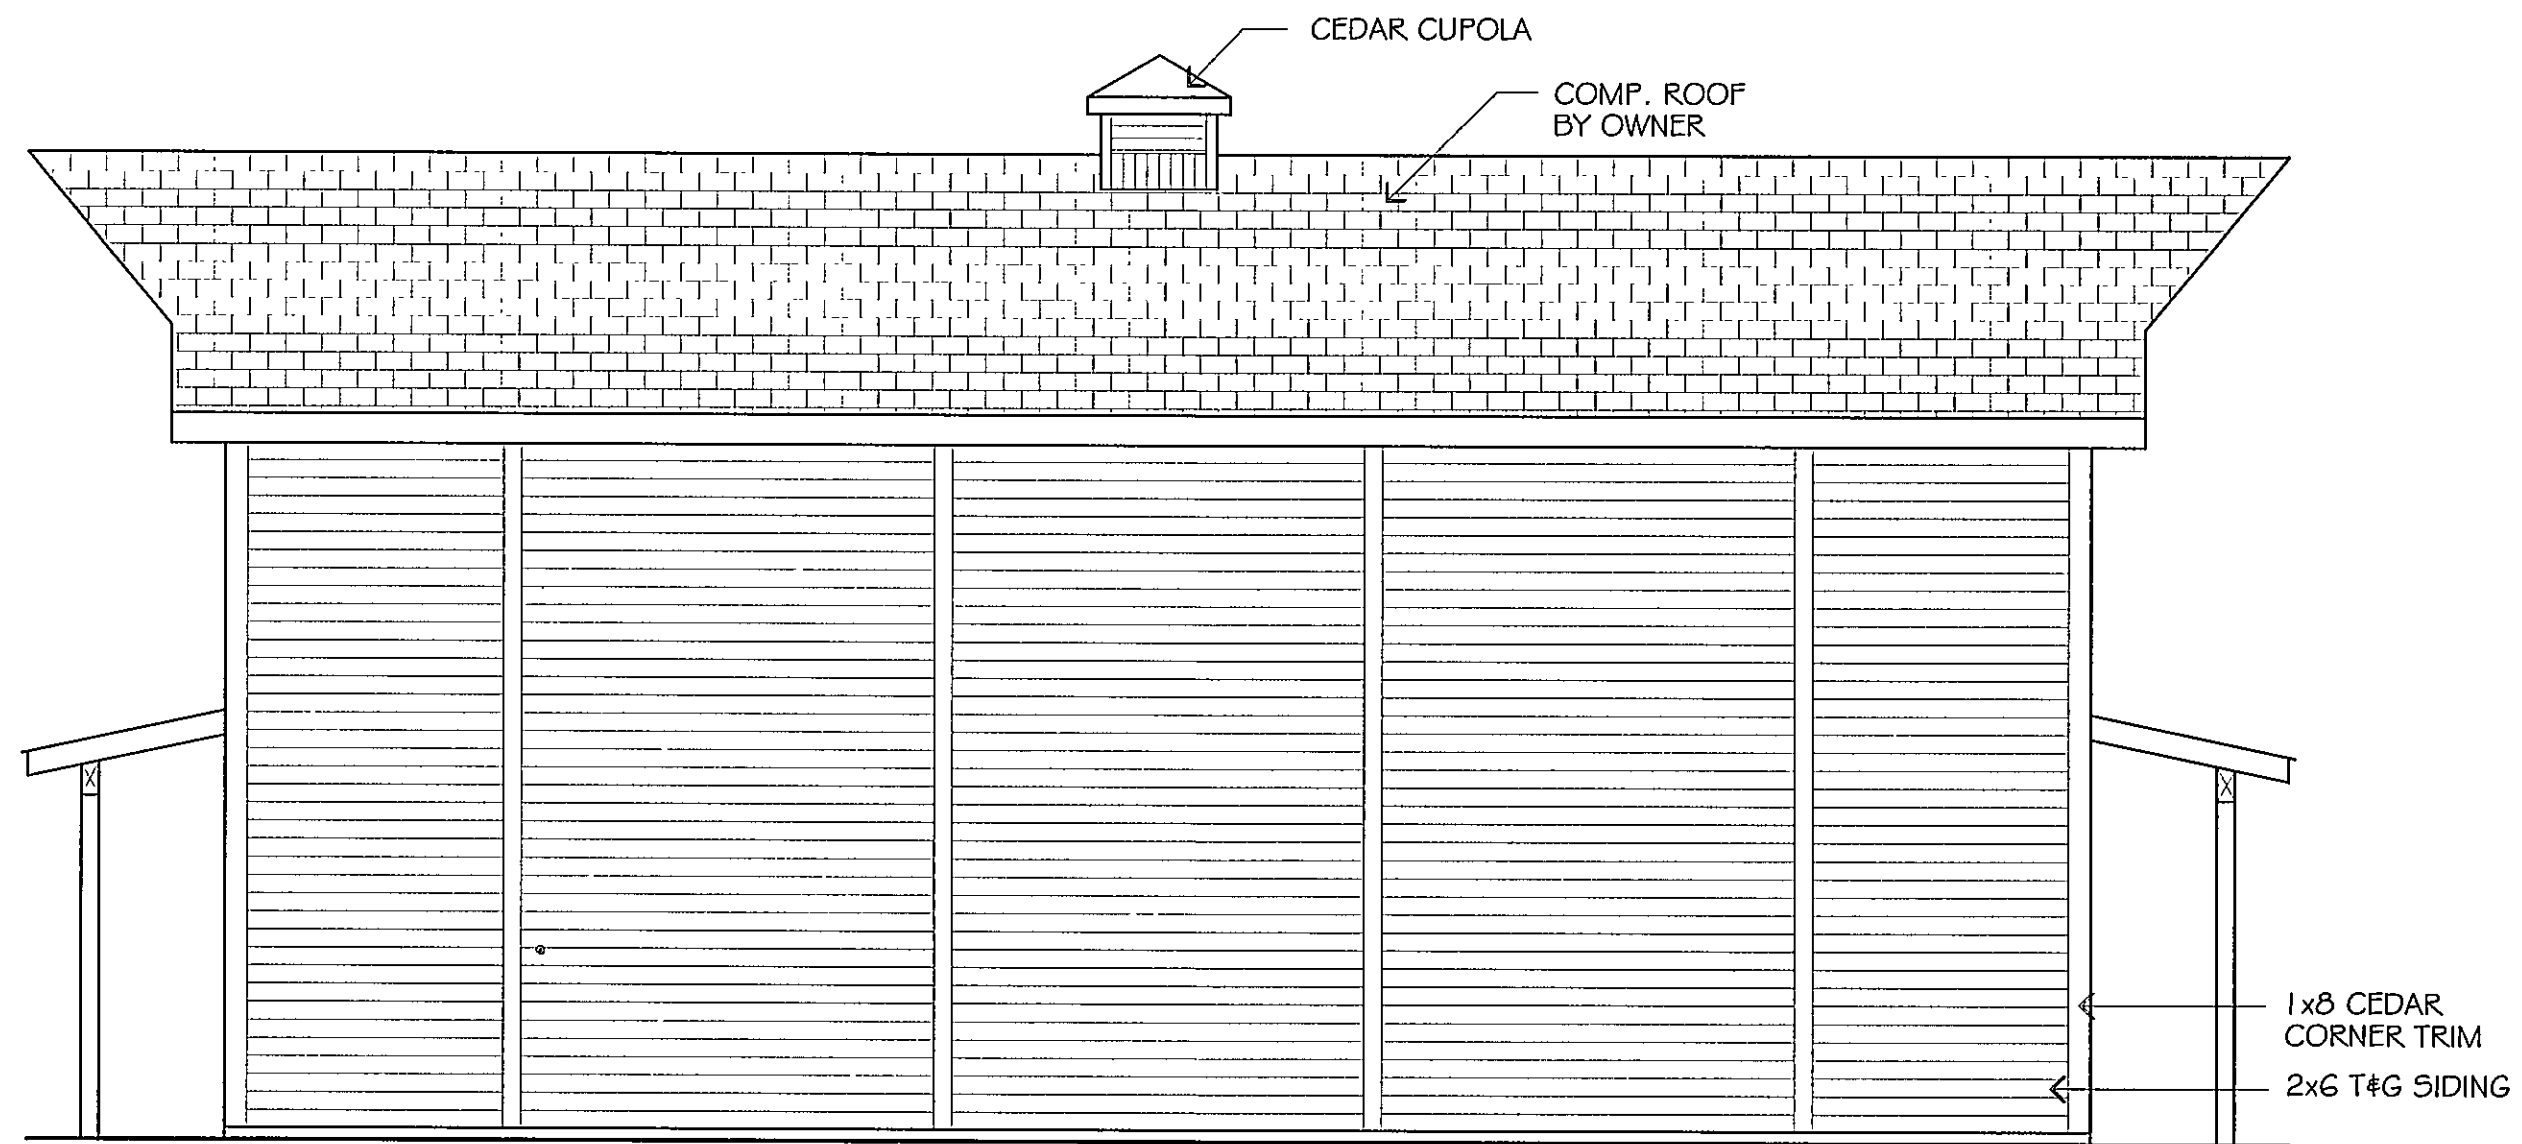 CEDAR CUPOLA
COMP. ROOF
BY OWNER
1x8 CEDAR
CORNER TRIM
2x6 T&G SIDING